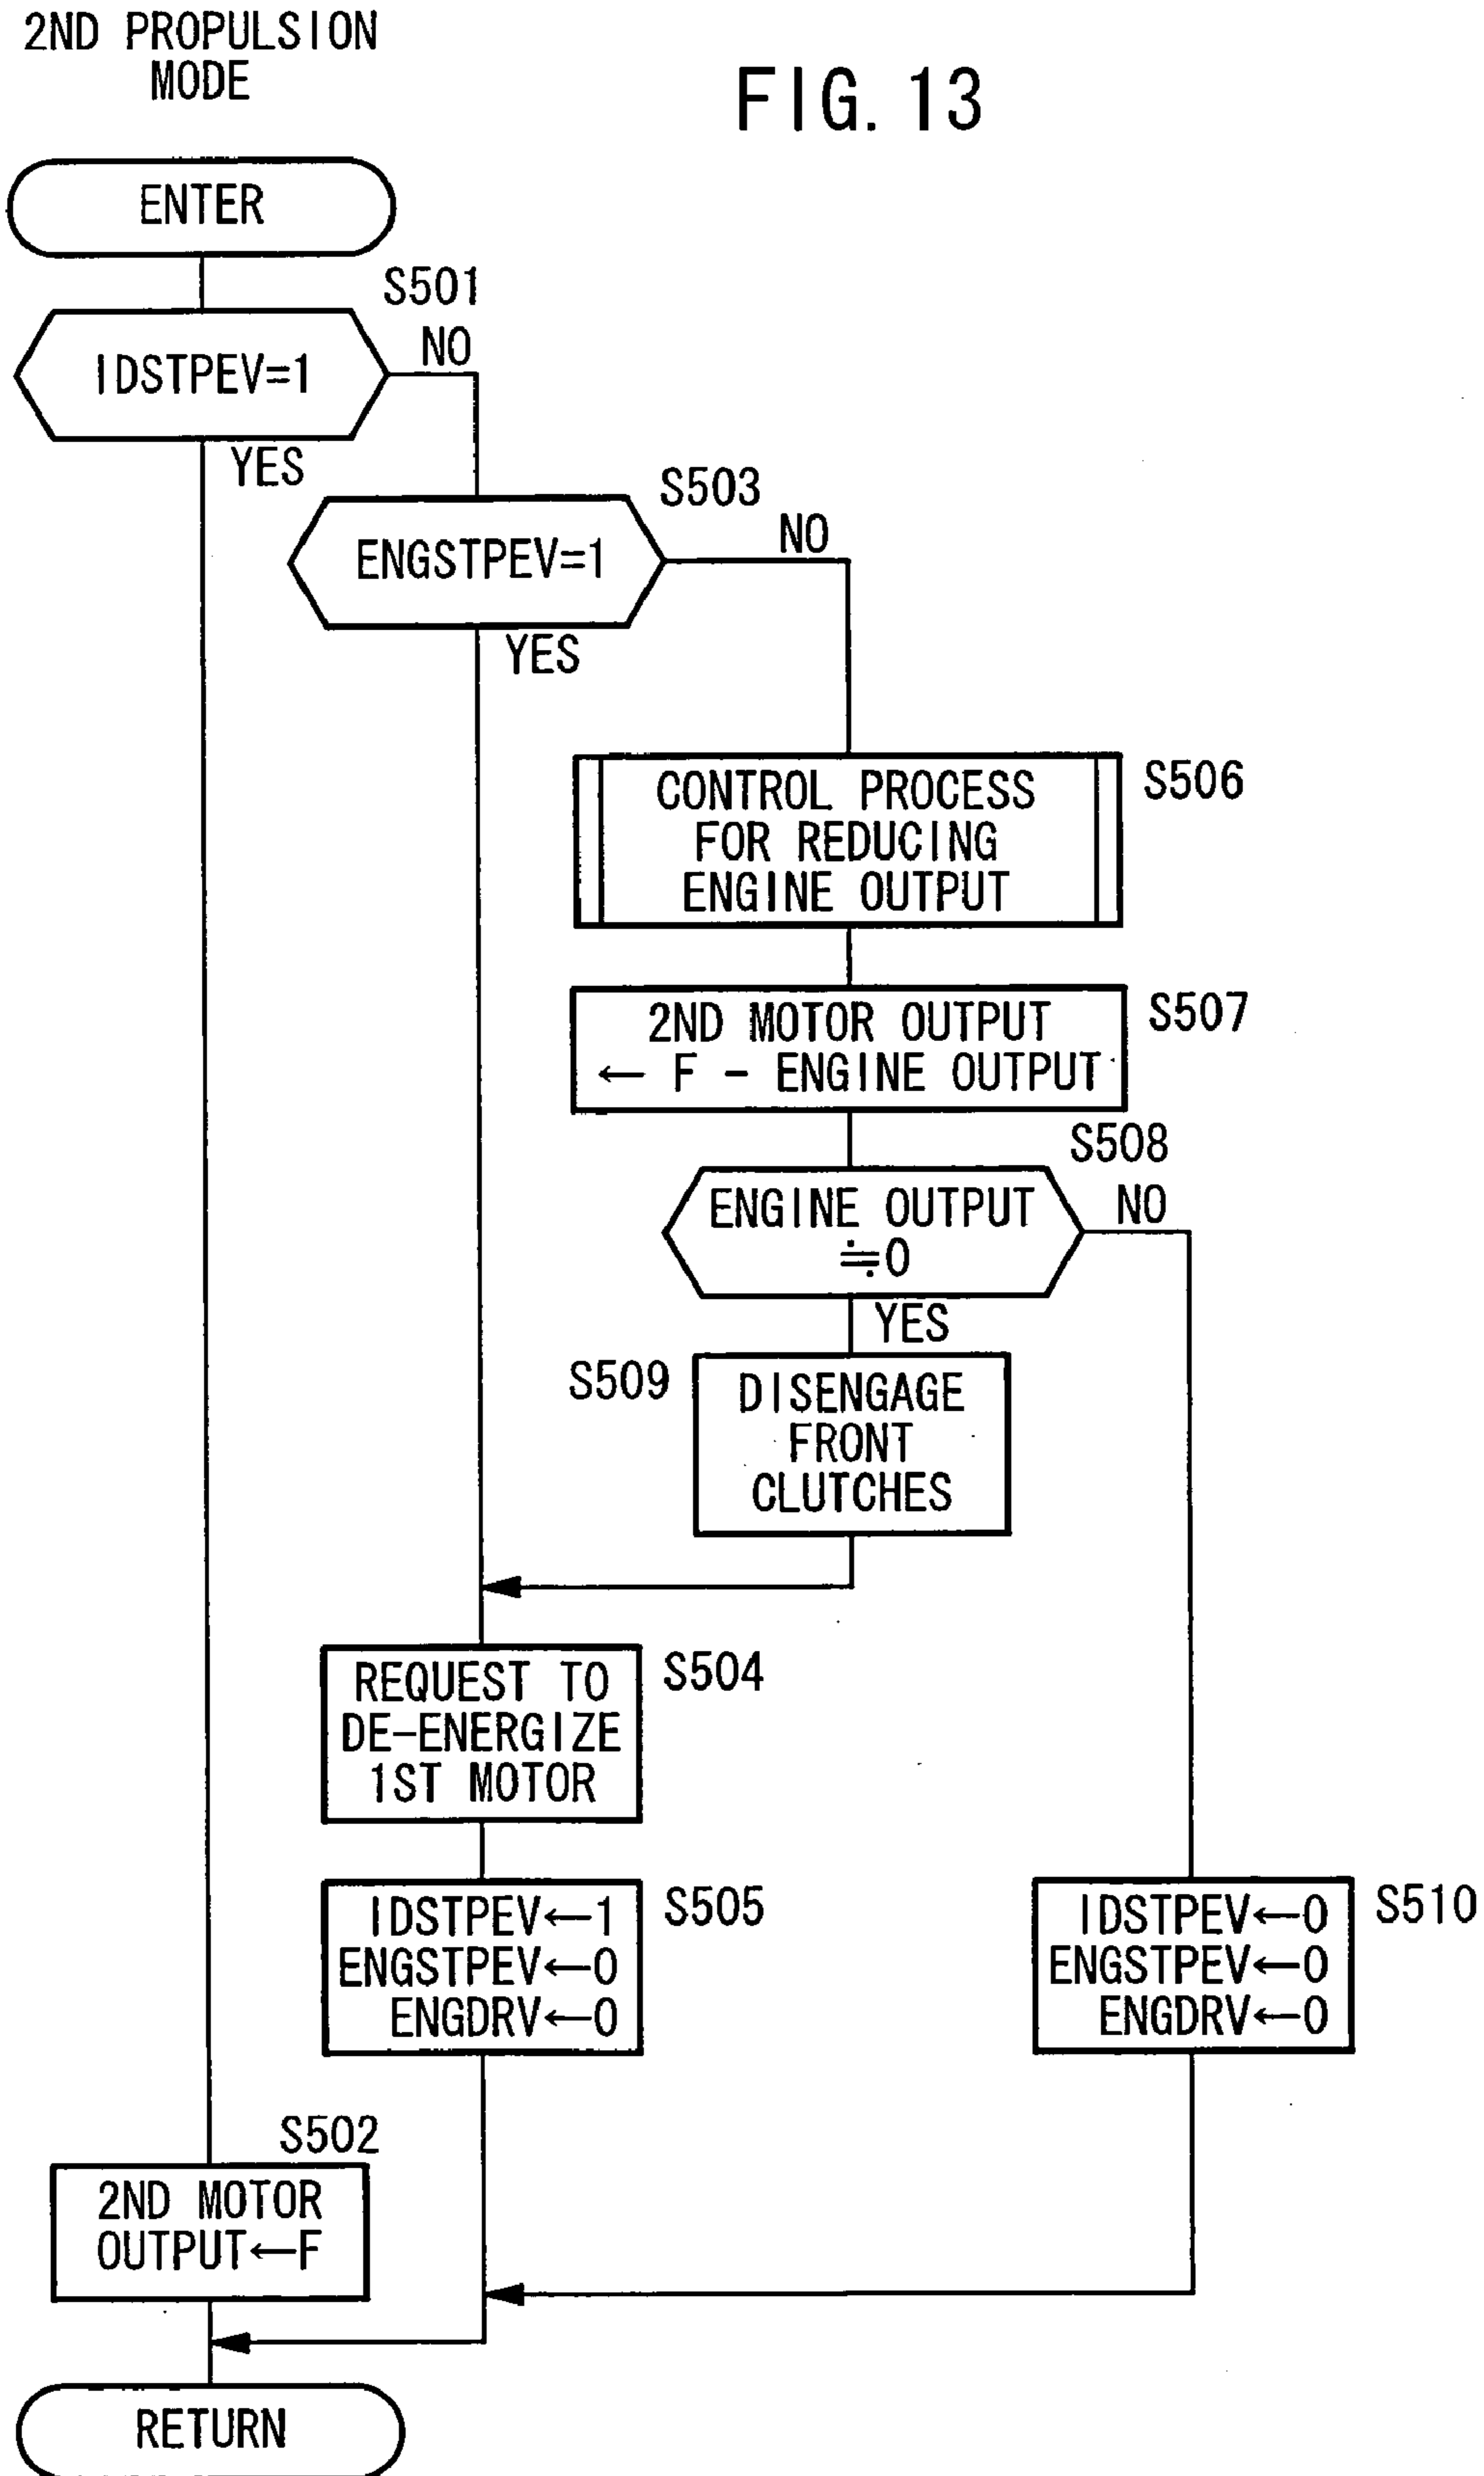 2ND PROPULSION
MODE
FIG. 13
ENTER
S501
IDSTPEV=1
NO
YES
S503
ENGSTPEV=1
NO
YES
CONTROL PROCESS
FOR REDUCING
ENGINE OUTPUT
S506
2ND MOTOR OUTPUT
← F - ENGINE OUTPUT
S507
S508
ENGINE OUTPUT
≒0
NO
YES
S509
DISENGAGE
FRONT
CLUTCHES
REQUEST TO
DE-ENERGIZE
1ST MOTOR
S504
IDSTPEV←1
ENGSTPEV←0
ENGDRV←0
S505
IDSTPEV←0
ENGSTPEV←0
ENGDRV←0
S510
S502
2ND MOTOR
OUTPUT←F
RETURN